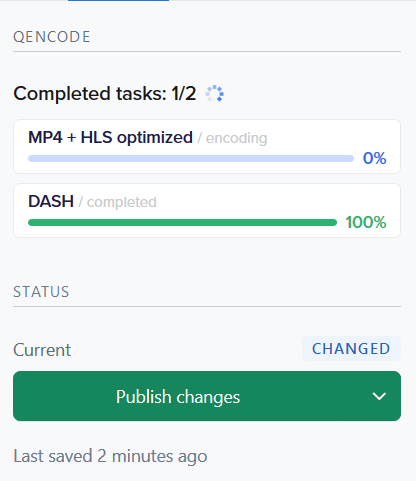 QENCODE
Completed tasks: 1/2
MP4 + HLS optimized / encoding
0%
DASH / completed
100%
STATUS
Current CHANGED
Publish changes
Last saved 2 minutes ago